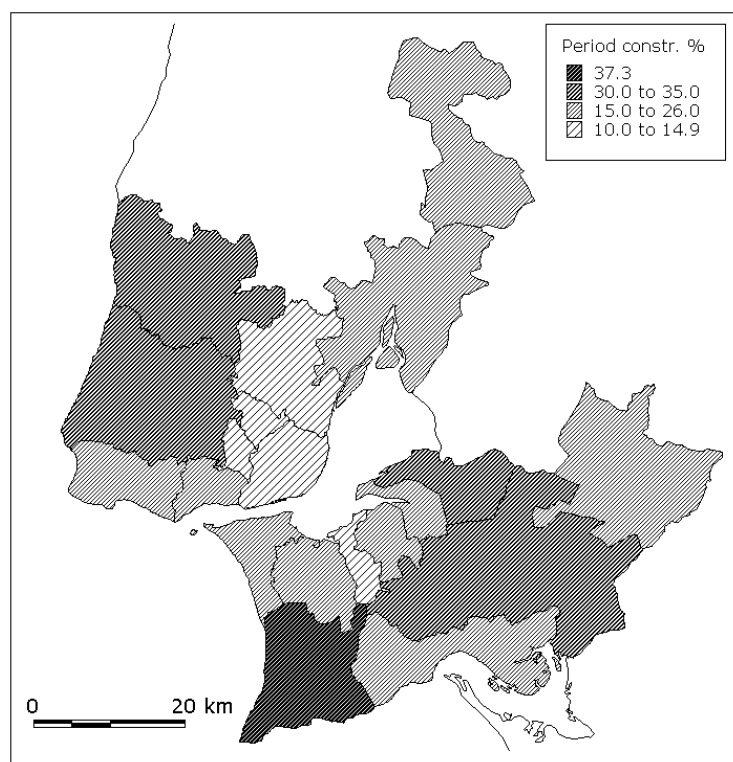 Period constr. %
37.3
30.0 to 35.0
15.0 to 26.0
10.0 to 14.9
0 20 km